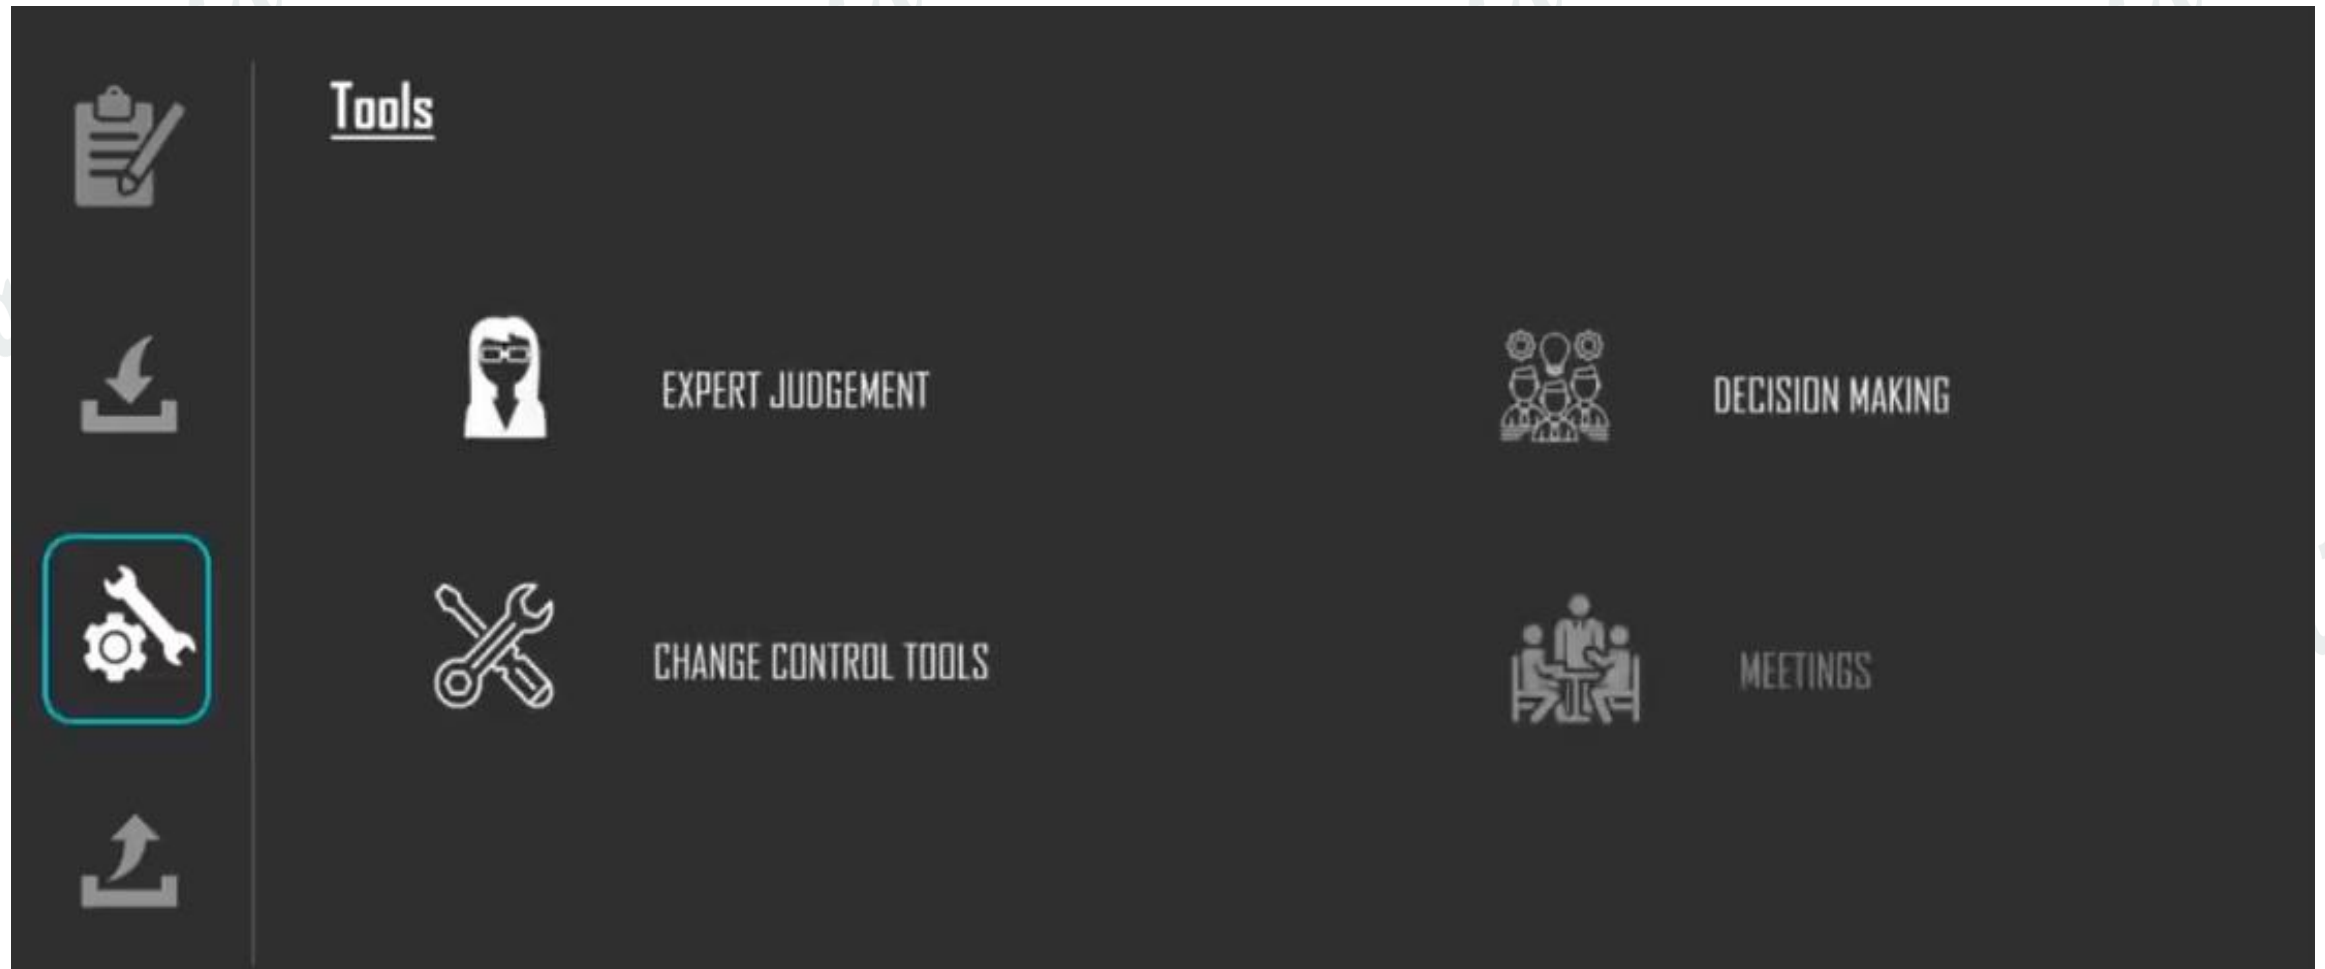 Tools
EXPERT JUDGEMENT
DECISION MAKING
CHANGE CONTROL TOOLS
MEETINGS